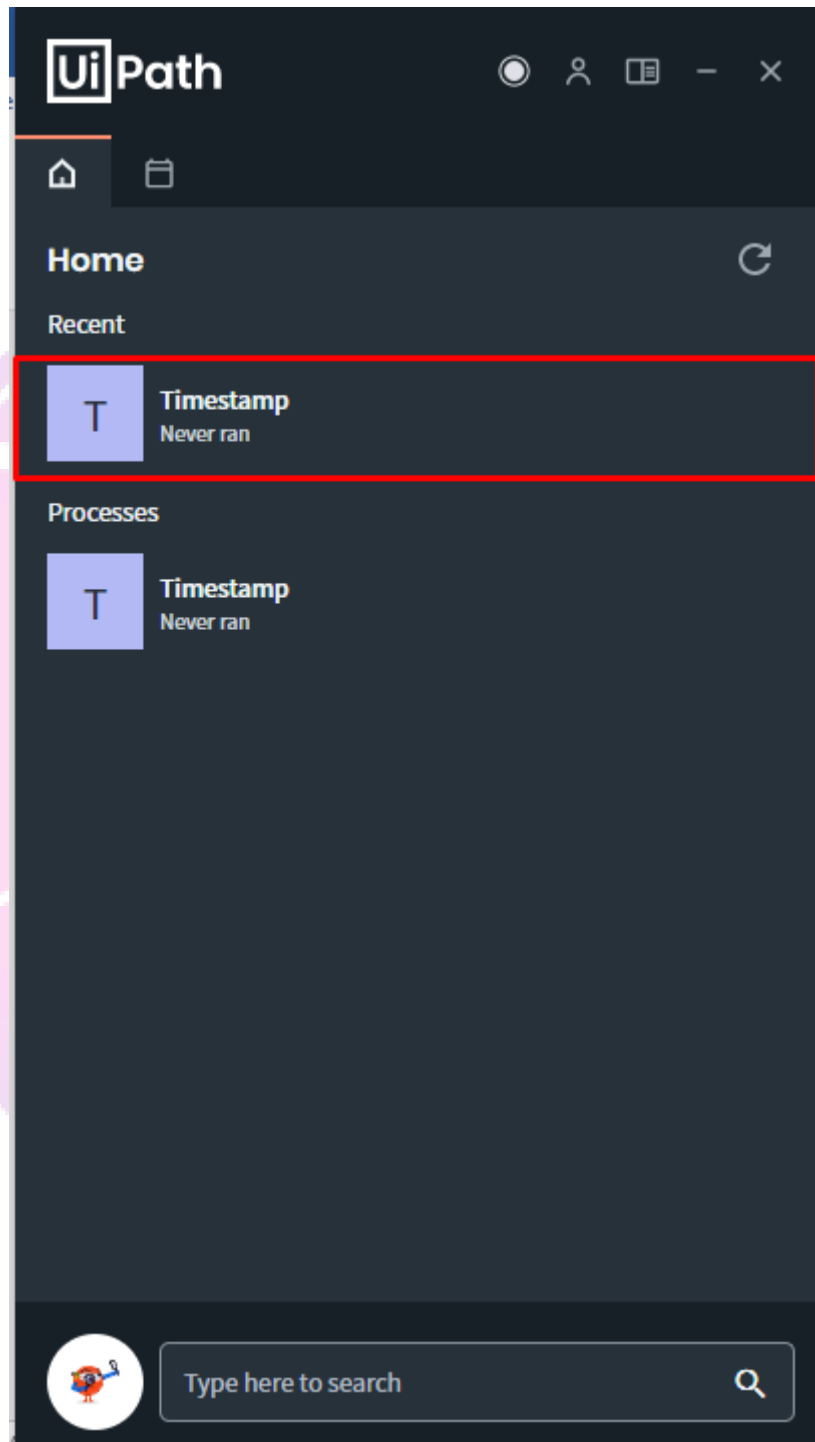 UiPath
Home
Recent
T
Timestamp
Never ran
Processes
T
Timestamp
Never ran
Type here to search